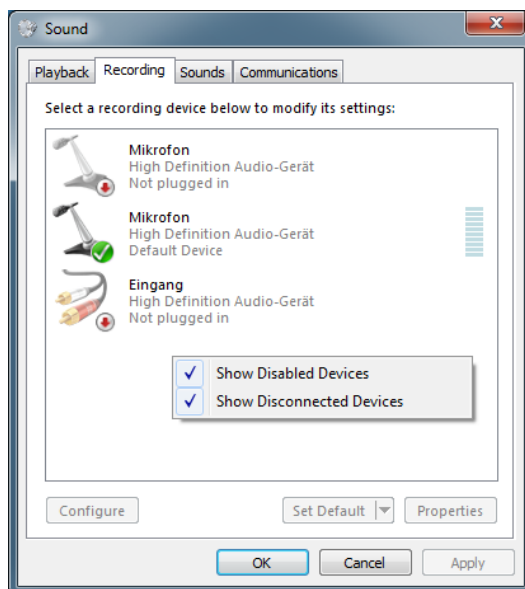 Sound
Playback Recording Sounds Communications
Select a recording device below to modify its settings:
Mikrofon
High Definition Audio-Gerät
Not plugged in
Mikrofon
High Definition Audio-Gerät
Default Device
Eingang
High Definition Audio-Gerät
Not plugged in
Show Disabled Devices
Show Disconnected Devices
Configure Set Default Properties
OK Cancel Apply